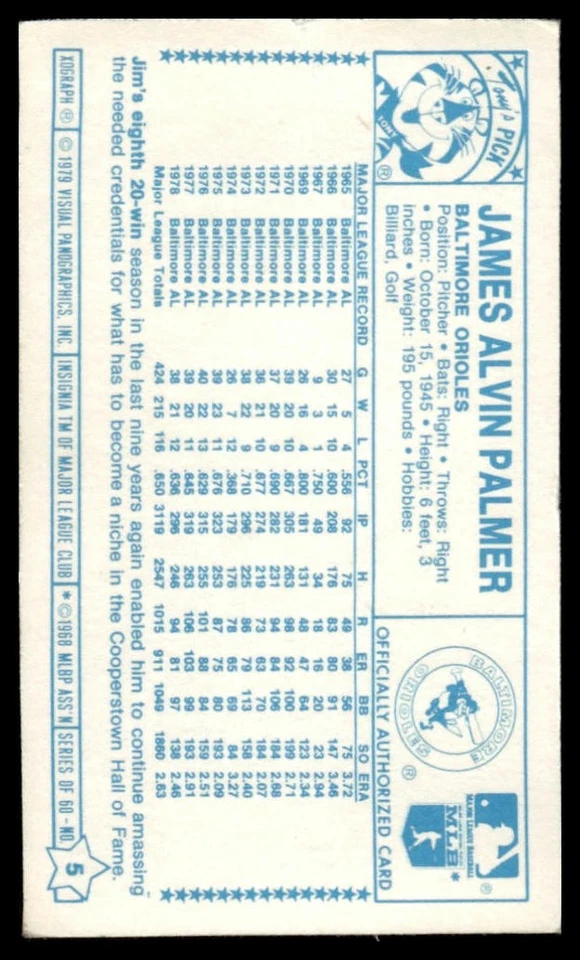 Tony's PICK
TONY
®
JAMES ALVIN PALMER
BALTIMORE ORIOLES
Position: Pitcher • Bats: Right • Throws: Right
• Born: October 15, 1945 • Height: 6 feet, 3
inches • Weight: 195 pounds • Hobbies:
Billiard, Golf
BALTIMORE
ORIOLES
®
MAJOR LEAGUE BASEBALL
®
MLB
*
OFFICIALLY AUTHORIZED CARD
MAJOR LEAGUE RECORD G W L PCT IP H R ER BB SO ERA
1965 Baltimore AL 27 5 4 .556 92 75 49 38 56 75 3.72
1966 Baltimore AL 30 15 10 .600 208 176 83 80 91 147 3.46
1967 Baltimore AL 9 3 1 .750 49 34 18 16 20 23 2.94
1969 Baltimore AL 26 16 4 .800 181 131 48 47 64 123 2.34
1970 Baltimore AL 39 20 10 .667 305 263 98 92 100 199 2.71
1971 Baltimore AL 37 20 9 .690 282 231 94 84 106 184 2.68
1972 Baltimore AL 36 21 10 .677 274 219 73 63 70 184 2.07
1973 Baltimore AL 38 22 9 .710 296 225 86 79 113 158 2.40
1974 Baltimore AL 26 7 12 .368 179 176 78 65 69 84 3.27
1975 Baltimore AL 39 23 11 .676 323 253 87 75 80 193 2.09
1976 Baltimore AL 40 22 13 .629 315 255 101 88 84 159 2.51
1977 Baltimore AL 39 20 11 .645 319 263 106 103 99 193 2.91
1978 Baltimore AL 38 21 12 .636 296 246 94 81 97 138 2.46
Major League Totals 424 215 116 .650 3119 2547 1015 911 1049 1860 2.63
Jim's eighth 20-win season in the last nine years again enabled him to continue amassing
the needed credentials for what has to become a niche in the Cooperstown Hall of Fame.
XOGRAPH ® © 1979 VISUAL PANOGRAPHICS, INC. INSIGNIA TM OF MAJOR LEAGUE CLUB * © 1968 MLBP ASS'N SERIES OF 60 - NO. 5